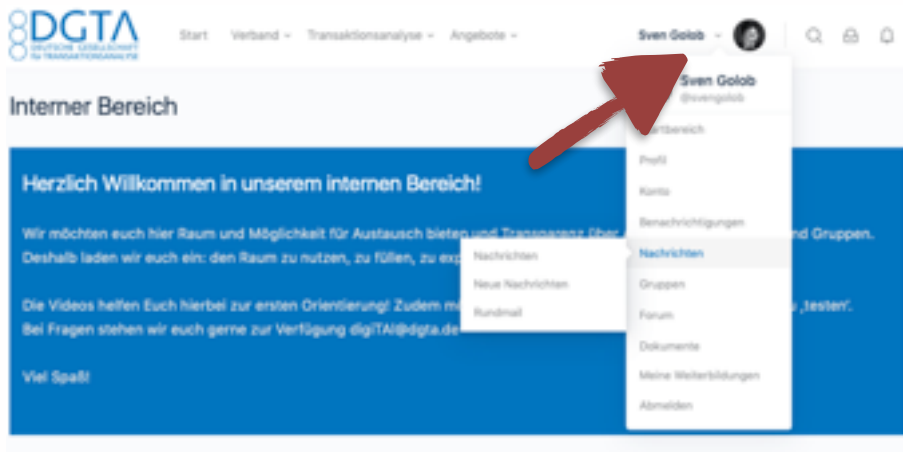 DGTA
DEUTSCHE GESELLSCHAFT
für TRANSAKTIONSANALYSE
Start Verband Transaktionsanalyse Angebote Sven Golob
Sven Golob
@svengolob
Interner Bereich
Profil
Konto
Benachrichtigungen
Nachrichten
Gruppen
Forum
Dokumente
Meine Weiterbildungen
Abmelden
Nachrichten
Neue Nachrichten
Rundmail
Herzlich Willkommen in unserem internen Bereich!
Wir möchten euch hier Raum und Möglichkeit für Austausch bieten und Transparenz über nd Gruppen.
Deshalb laden wir euch ein: den Raum zu nutzen, zu füllen, zu
Die Videos helfen Euch hierbei zur ersten Orientierung! Zudem ‚testen'.
Bei Fragen stehen wir euch gerne zur Verfügung digiTAl@dgta.de
Viel Spaß!